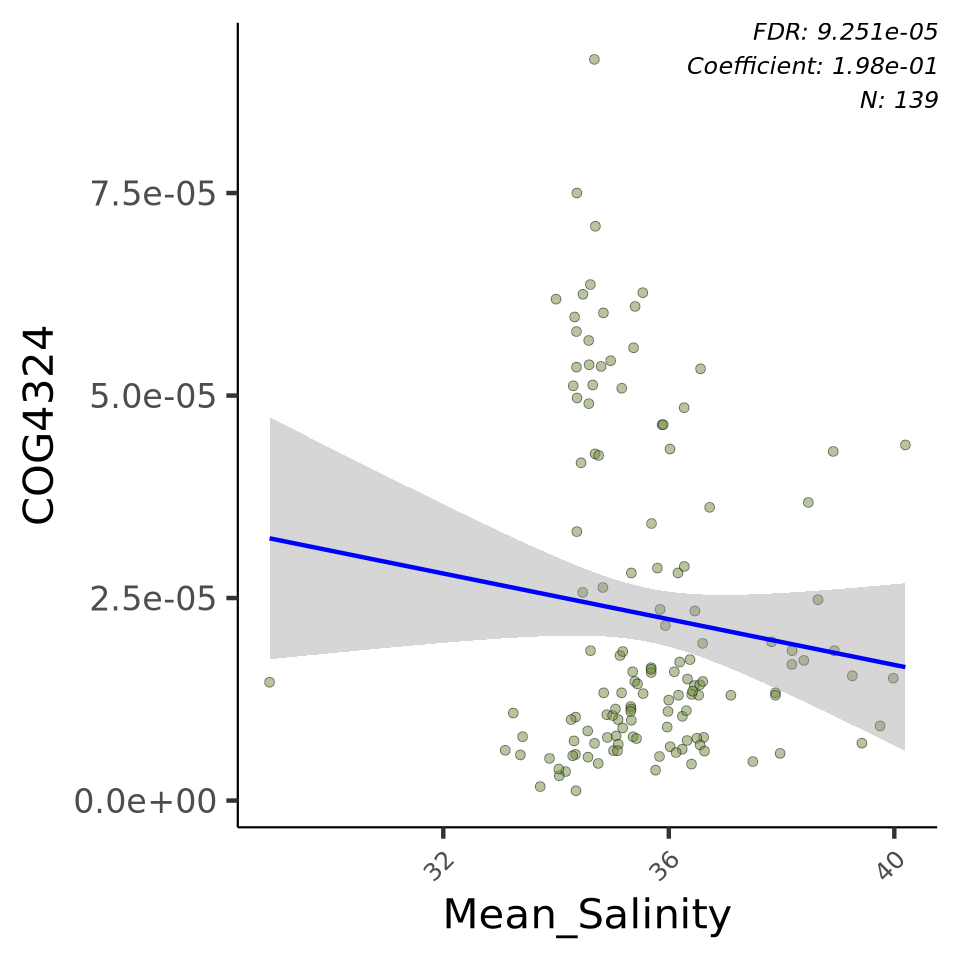 FDR: 9.251e-05
Coefficient: 1.98e-01
N: 139
7.5e-05
5.0e-05
2.5e-05
0.0e+00
COG4324
32
36
40
Mean_Salinity